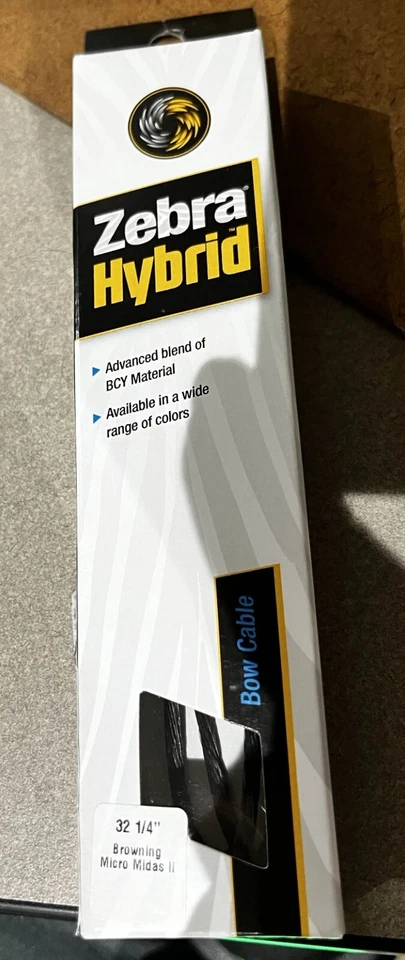 Zebra®
Hybrid™
Advanced blend of
BCY Material
Available in a wide
range of colors
Bow Cable
32 1/4"
Browning
Micro Midas II